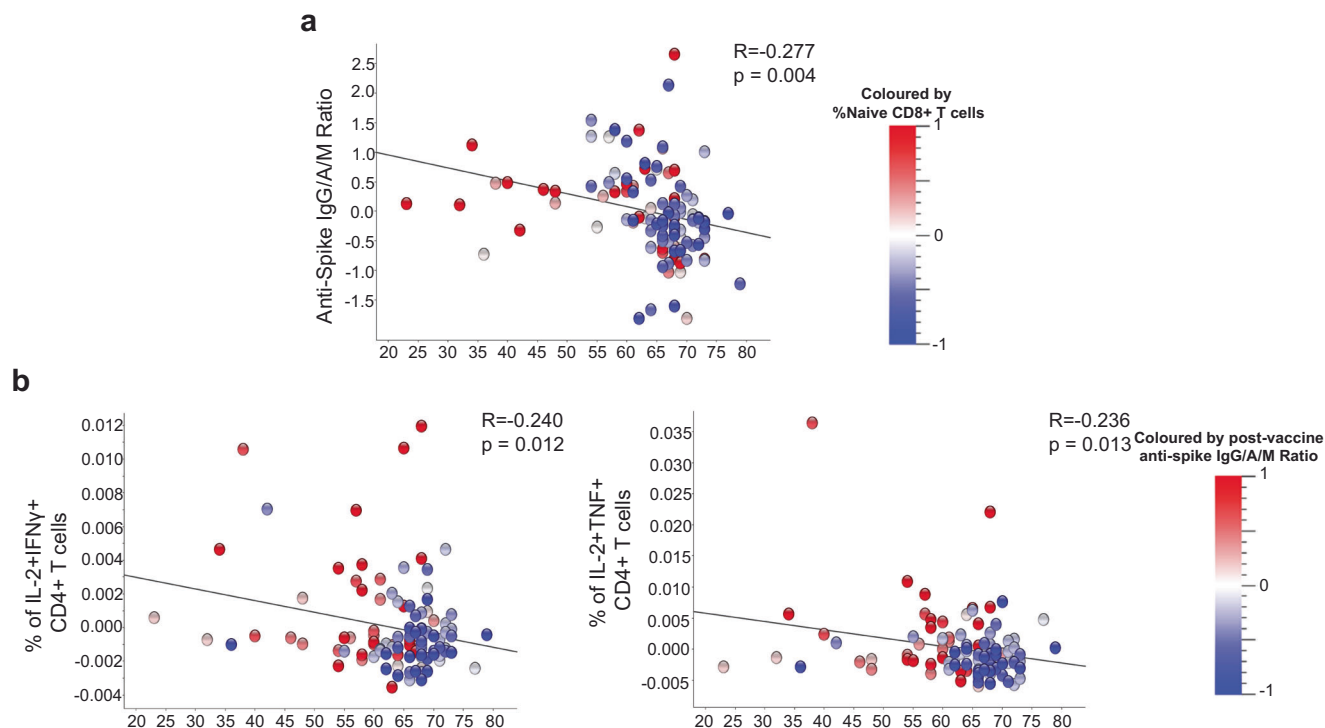 a
R=-0.277
p = 0.004
Anti-Spike IgG/A/M Ratio
2.5
2.0
1.5
1.0
0.5
0.0
-0.5
-1.0
-1.5
20 25 30 35 40 45 50 55 60 65 70 75 80
Coloured by
%Naive CD8+ T cells
1
0
-1
b
R=-0.240
p = 0.012
% of IL-2+IFNγ+
CD4+ T cells
0.012
0.010
0.008
0.006
0.004
0.002
0.000
-0.002
-0.004
20 25 30 35 40 45 50 55 60 65 70 75 80
R=-0.236
p = 0.013
% of IL-2+TNF+
CD4+ T cells
0.035
0.030
0.025
0.020
0.015
0.010
0.005
0.000
-0.005
20 25 30 35 40 45 50 55 60 65 70 75 80
Coloured by post-vaccine
anti-spike IgG/A/M Ratio
1
0
-1